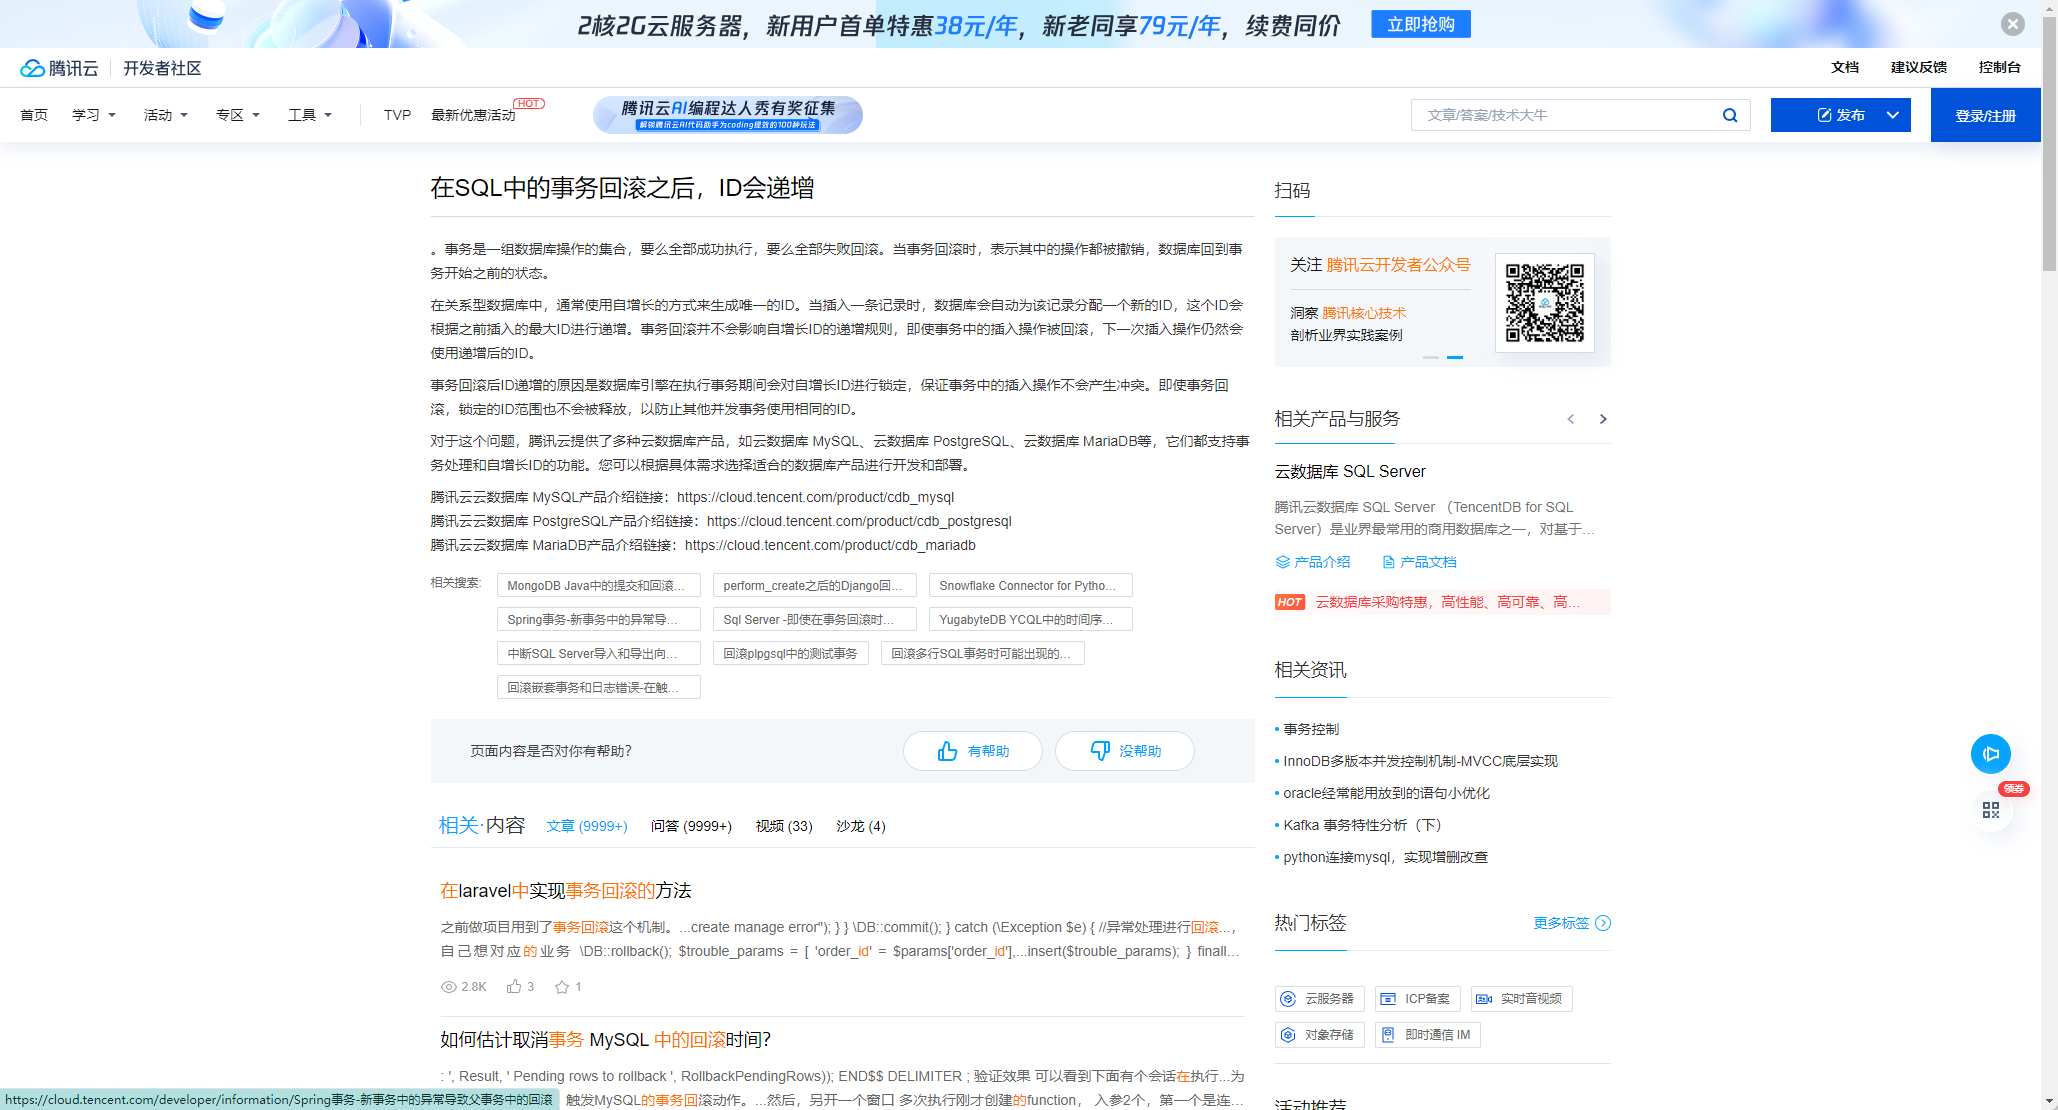 2核2G云服务器，新用户首单特惠38元/年，新老同享79元/年，续费同价 立即抢购
腾讯云 开发者社区
文档 建议反馈 控制台
首页 学习 活动 专区 工具 TVP 最新优惠活动 HOT
腾讯云AI编程达人秀有奖征集
解锁腾讯云AI代码助手为coding提效的100种玩法
文章/答案/技术大牛
发布
登录/注册
在SQL中的事务回滚之后，ID会递增
。事务是一组数据库操作的集合，要么全部成功执行，要么全部失败回滚。当事务回滚时，表示其中的操作都被撤销，数据库回到事
务开始之前的状态。
在关系型数据库中，通常使用自增长的方式来生成唯一的ID。当插入一条记录时，数据库会自动为该记录分配一个新的ID，这个ID会
根据之前插入的最大ID进行递增。事务回滚并不会影响自增长ID的递增规则，即使事务中的插入操作被回滚，下一次插入操作仍然会
使用递增后的ID。
事务回滚后ID递增的原因是数据库引擎在执行事务期间会对自增长ID进行锁定，保证事务中的插入操作不会产生冲突。即使事务回
滚，锁定的ID范围也不会被释放，以防止其他并发事务使用相同的ID。
对于这个问题，腾讯云提供了多种云数据库产品，如云数据库 MySQL、云数据库 PostgreSQL、云数据库 MariaDB等，它们都支持事
务处理和自增长ID的功能。您可以根据具体需求选择适合的数据库产品进行开发和部署。
腾讯云云数据库 MySQL产品介绍链接：https://cloud.tencent.com/product/cdb_mysql
腾讯云云数据库 PostgreSQL产品介绍链接：https://cloud.tencent.com/product/cdb_postgresql
腾讯云云数据库 MariaDB产品介绍链接：https://cloud.tencent.com/product/cdb_mariadb
相关搜索:
MongoDB Java中的提交和回滚... perform_create之后的Django回... Snowflake Connector for Pytho...
Spring事务-新事务中的异常导... Sql Server -即使在事务回滚时... YugabyteDB YCQL中的时间序...
中断SQL Server导入和导出向... 回滚plpgsql中的测试事务 回滚多行SQL事务时可能出现的...
回滚嵌套事务和日志错误-在触...
页面内容是否对你有帮助？ 有帮助 没帮助
相关·内容 文章 (9999+) 问答 (9999+) 视频 (33) 沙龙 (4)
在laravel中实现事务回滚的方法
之前做项目用到了事务回滚这个机制。...create manage error"); } } \DB::commit(); } catch (\Exception $e) { //异常处理进行回滚...，
自己想对应的业务 \DB::rollback(); $trouble_params = [ 'order_id' = $params['order_id'],...insert($trouble_params); } finall...
2.8K 3 1
如何估计取消事务 MySQL 中的回滚时间？
: ', Result, ' Pending rows to rollback ', RollbackPendingRows)); END$$ DELIMITER ; 验证效果 可以看到下面有个会话在执行...为
触发MySQL的事务回滚动作。...然后，另开一个窗口 多次执行刚才创建的function， 入参2个，第一个是连...
https://cloud.tencent.com/developer/information/Spring事务-新事务中的异常导致父事务中的回滚
扫码
关注 腾讯云开发者公众号
洞察 腾讯核心技术
剖析业界实践案例
相关产品与服务
云数据库 SQL Server
腾讯云数据库 SQL Server （TencentDB for SQL
Server）是业界最常用的商用数据库之一，对基于...
产品介绍 产品文档
HOT 云数据库采购特惠，高性能、高可靠、高...
相关资讯
事务控制
InnoDB多版本并发控制机制-MVCC底层实现
oracle经常能用放到的语句小优化
Kafka 事务特性分析（下）
python连接mysql，实现增删改查
热门标签 更多标签
云服务器 ICP备案 实时音视频
对象存储 即时通信 IM
活动推荐
领券